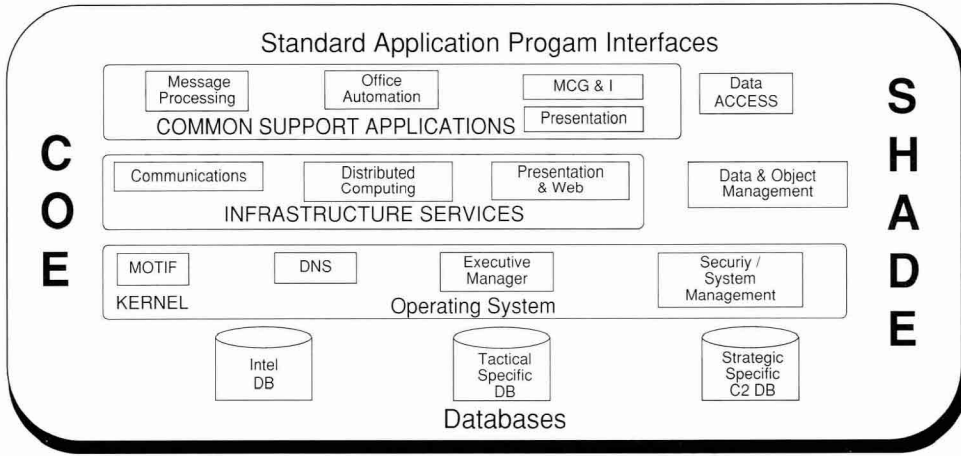 Standard Application Progam Interfaces
Message
Processing
Office
Automation
MCG & I
Presentation
COMMON SUPPORT APPLICATIONS
Data
ACCESS
COE
SHADE
Communications
Distributed
Computing
Presentation
& Web
INFRASTRUCTURE SERVICES
Data & Object
Management
MOTIF
DNS
Executive
Manager
Securiy /
System
Management
KERNEL
Operating System
Intel
DB
Tactical
Specific
DB
Strategic
Specific
C2 DB
Databases